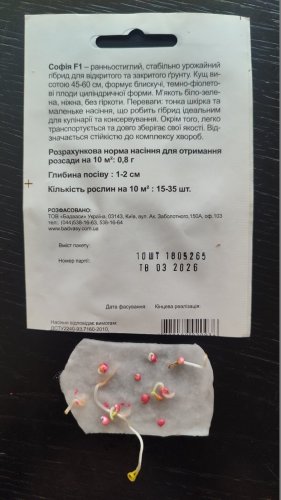 Софія F1 – ранньостиглий, стабільно урожайний
гібрид для відкритого та закритого ґрунту. Кущ ви-
сотою 45-60 см, формує блискучі, темно-фіолето-
ві плоди циліндричної форми. М'якоть біло-зеле-
на, ніжна, без гіркоти. Переваги: тонка шкірка та
маленьке насіння, що робить гібрид идеальним
для кулінарії та консервування. Окрім того, легко
транспортується та довго зберігає свої якості. Від-
значається стійкістю до комплексу хвороб.
Розрахункова норма насіння для отримання
розсади на 10 м²: 0,8 г
Глибина посіву : 1-2 см
Кількість рослин на 10 м² : 15-35 шт.
РОЗФАСОВАНО:
ТОВ «Бадваси» Україна, 03143, Київ, вул. Ак. Заболотного,150А, оф.103
тел.: (044)538-16-63, 538-16-64
www.badvasy.com.ua
Вміст пакету: 10ШТ 1805265
Номер партії: ТВ 03 2026
Дата фасування: Кінцева реалізація:
Насіння відповідає вимогам:
ДСТУ2240-93,7160-2010,